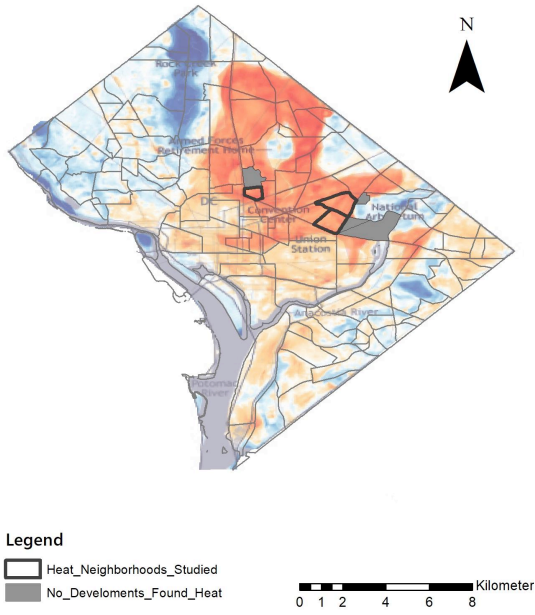 N
Rock Creek
Park
Armed Forces
Retirement Home
DC
Convention
Center
National
Arboretum
Union
Station
Anacostia River
Potomac
River
Legend
Heat_Neighborhoods_Studied
No_Develoments_Found_Heat
Kilometer
0 1 2 4 6 8